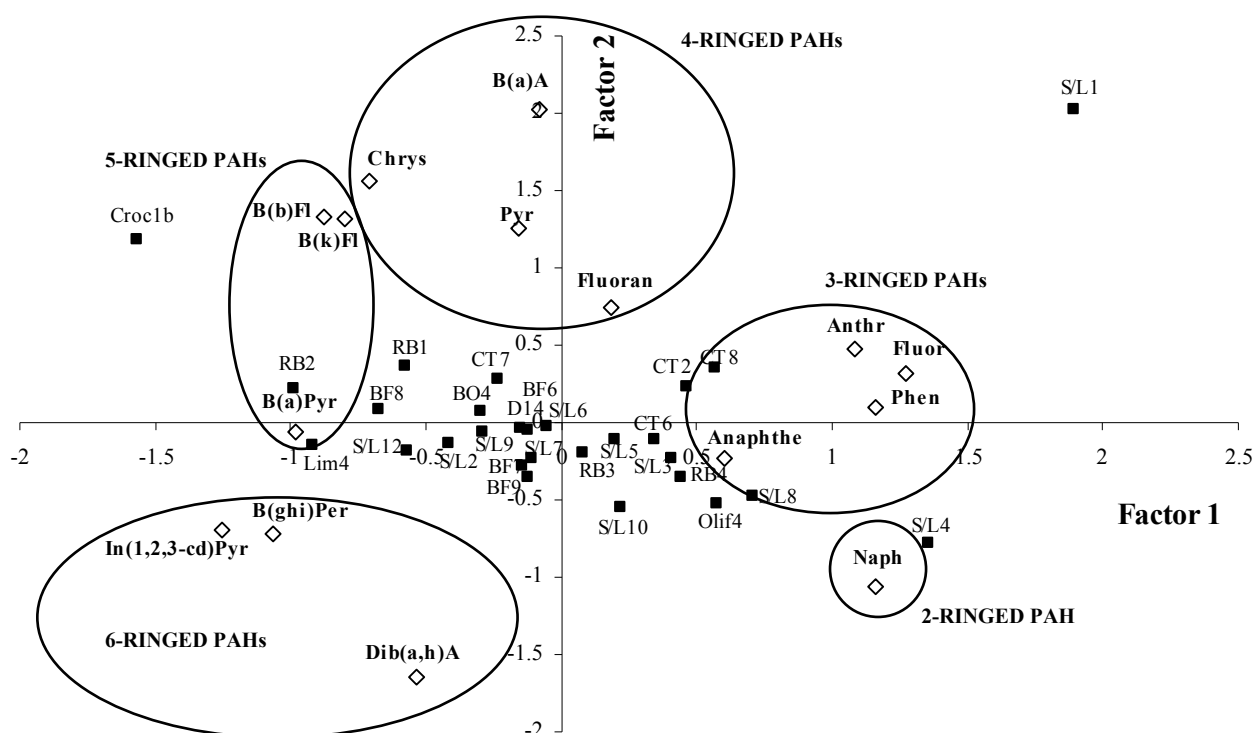 2.5
4-RINGED PAHs
Factor 2
B(a)A
2
S/L1
5-RINGED PAHs
Chrys
1.5
B(b)Fl
Pyr
Croc1b
B(k)Fl
1
Fluoran
3-RINGED PAHs
Anthr
0.5
Fluor
RB1
CT7
CT2
CT8
RB2
BF6
Phen
B(a)Pyr
BF8
BO4
D14
S/L6
0
CT6
Anaphthe
-2
-1.5
-1
-0.5
0
0.5
1
1.5
2
2.5
Lim4
S/L12
S/L2
S/L9
S/L7
RB3
S/L5
S/L3
RB4
BF7
BF9
-0.5
S/L8
B(ghi)Per
S/L10
Olif4
Factor 1
S/L4
In(1,2,3-cd)Pyr
Naph
-1
2-RINGED PAH
6-RINGED PAHs
Dib(a,h)A
-1.5
-2